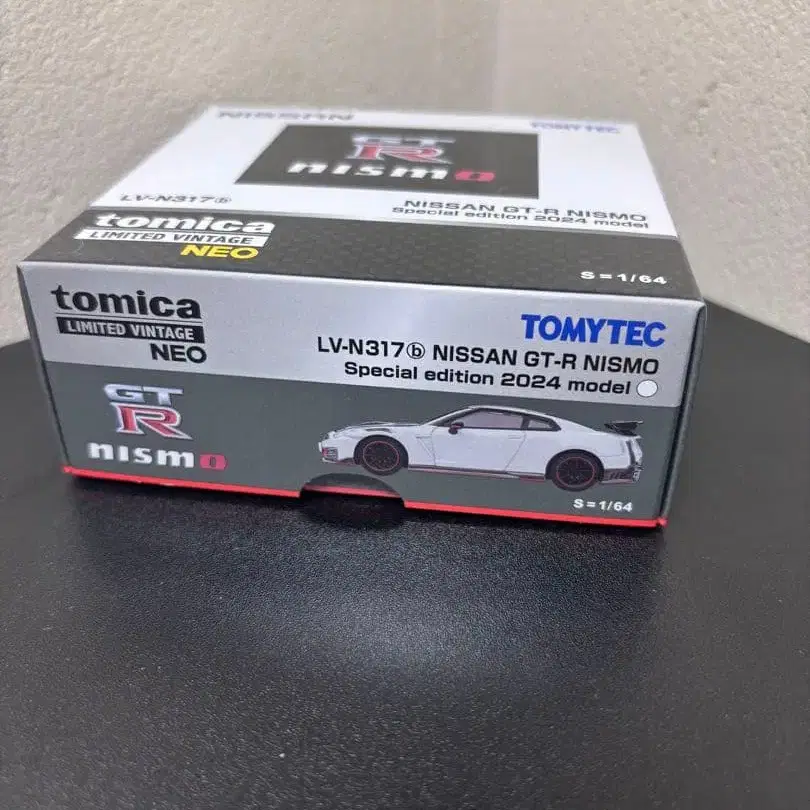 NISSAN
TOMYTEC
GT
R
nismo
LV-N317ⓑ
NISSAN GT-R NISMO
Special edition 2024 model
tomica
LIMITED VINTAGE
NEO
S=1/64
tomica
LIMITED VINTAGE
NEO
TOMYTEC
LV-N317ⓑ NISSAN GT-R NISMO
Special edition 2024 model
GT
R
nismo
S=1/64